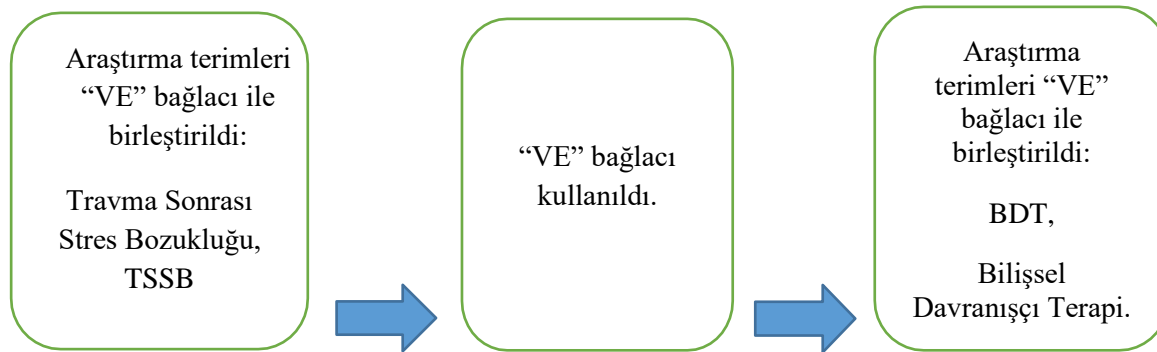 Araştırma terimleri
“VE” bağlacı ile
birleştirildi:
Travma Sonrası
Stres Bozukluğu,
TSSB
“VE” bağlacı
kullanıldı.
Araştırma
terimleri “VE”
bağlacı ile
birleştirildi:
BDT,
Bilişsel
Davranışçı Terapi.